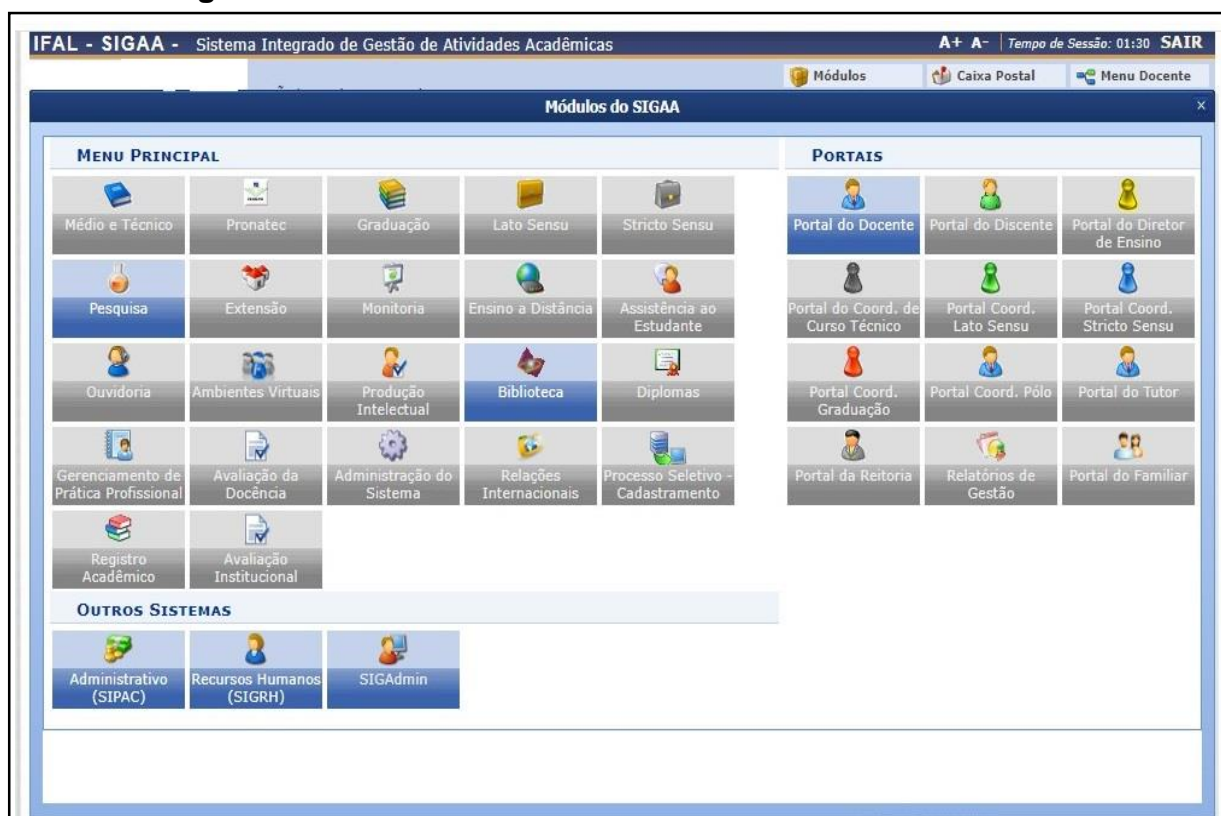 IFAL - SIGAA - Sistema Integrado de Gestão de Atividades Acadêmicas
A+ A- Tempo de Sessão: 01:30 SAIR
Módulos Caixa Postal Menu Docente
Módulos do SIGAA x
MENU PRINCIPAL
Médio e Técnico
Pronatec
Graduação
Lato Sensu
Stricto Sensu
Pesquisa
Extensão
Monitoria
Ensino a Distância
Assistência ao
Estudante
Ouvidoria
Ambientes Virtuais
Produção
Intelectual
Biblioteca
Diplomas
Gerenciamento de
Prática Profissional
Avaliação da
Docência
Administração do
Sistema
Relações
Internacionais
Processo Seletivo -
Cadastramento
Registro
Acadêmico
Avaliação
Institucional
OUTROS SISTEMAS
Administrativo
(SIPAC)
Recursos Humanos
(SIGRH)
SIGAdmin
PORTAIS
Portal do Docente
Portal do Discente
Portal do Diretor
de Ensino
Portal do Coord. de
Curso Técnico
Portal Coord.
Lato Sensu
Portal Coord.
Stricto Sensu
Portal Coord.
Graduação
Portal Coord. Pólo
Portal do Tutor
Portal da Reitoria
Relatórios de
Gestão
Portal do Familiar